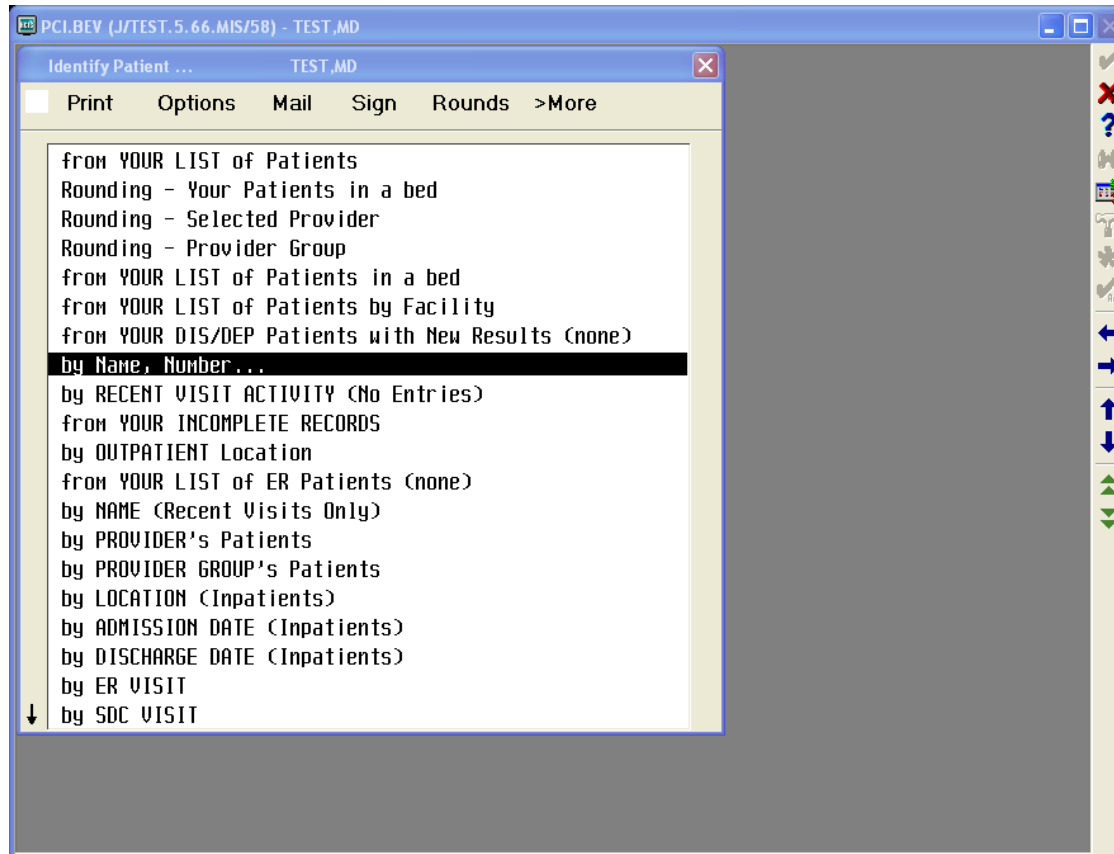 PCI.BEV (J/TEST.5.66.MIS/58) - TEST,MD
Identify Patient ... TEST,MD
Print Options Mail Sign Rounds >More
from YOUR LIST of Patients
Rounding - Your Patients in a bed
Rounding - Selected Provider
Rounding - Provider Group
from YOUR LIST of Patients in a bed
from YOUR LIST of Patients by Facility
from YOUR DIS/DEP Patients with New Results (none)
by Name, Number...
by RECENT VISIT ACTIVITY (No Entries)
from YOUR INCOMPLETE RECORDS
by OUTPATIENT Location
from YOUR LIST of ER Patients (none)
by NAME (Recent Visits Only)
by PROVIDER's Patients
by PROVIDER GROUP's Patients
by LOCATION (Inpatients)
by ADMISSION DATE (Inpatients)
by DISCHARGE DATE (Inpatients)
by ER VISIT
by SDC VISIT